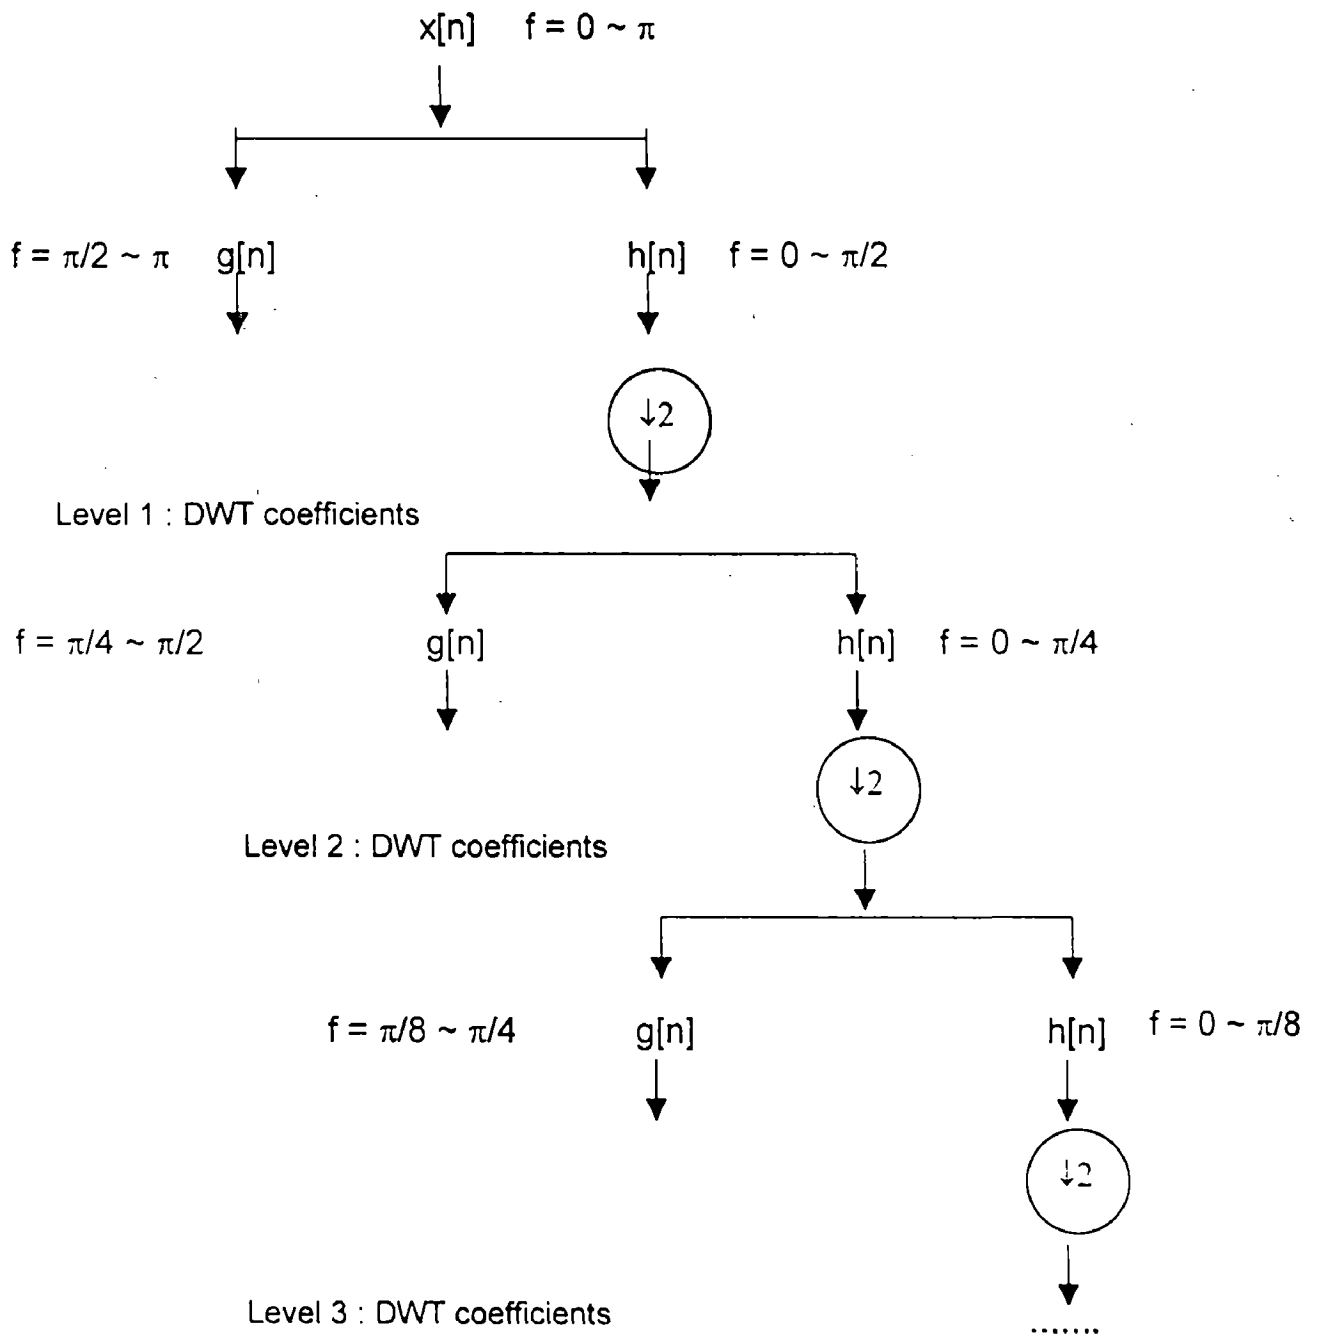 x[n] f = 0 ~ π
f = π/2 ~ π g[n] h[n] f = 0 ~ π/2
↓2
Level 1 : DWT coefficients
f = π/4 ~ π/2 g[n] h[n] f = 0 ~ π/4
↓2
Level 2 : DWT coefficients
f = π/8 ~ π/4 g[n] h[n] f = 0 ~ π/8
↓2
Level 3 : DWT coefficients .......